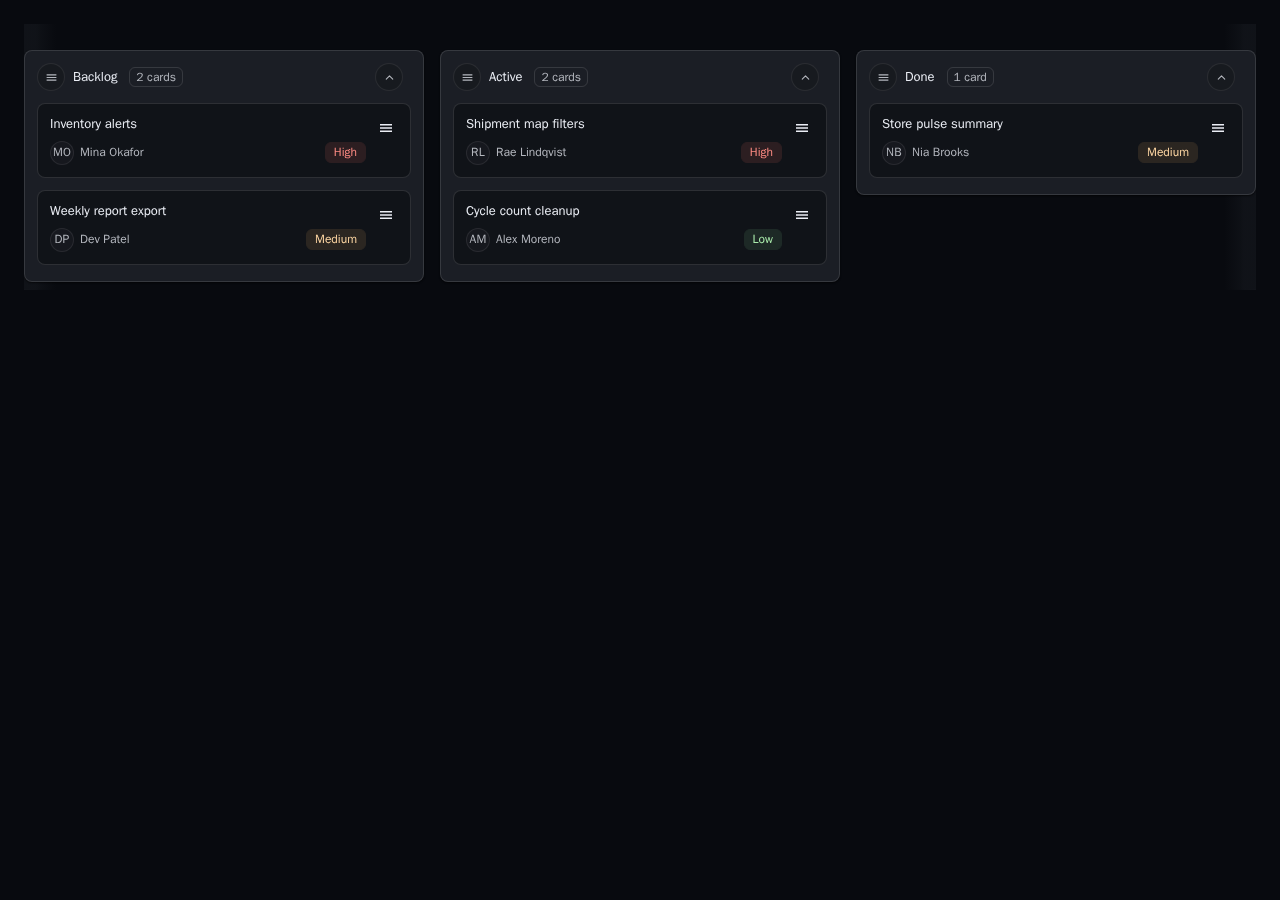 Backlog 2 cards
Inventory alerts
MO Mina Okafor High
Weekly report export
DP Dev Patel Medium
Active 2 cards
Shipment map filters
RL Rae Lindqvist High
Cycle count cleanup
AM Alex Moreno Low
Done 1 card
Store pulse summary
NB Nia Brooks Medium